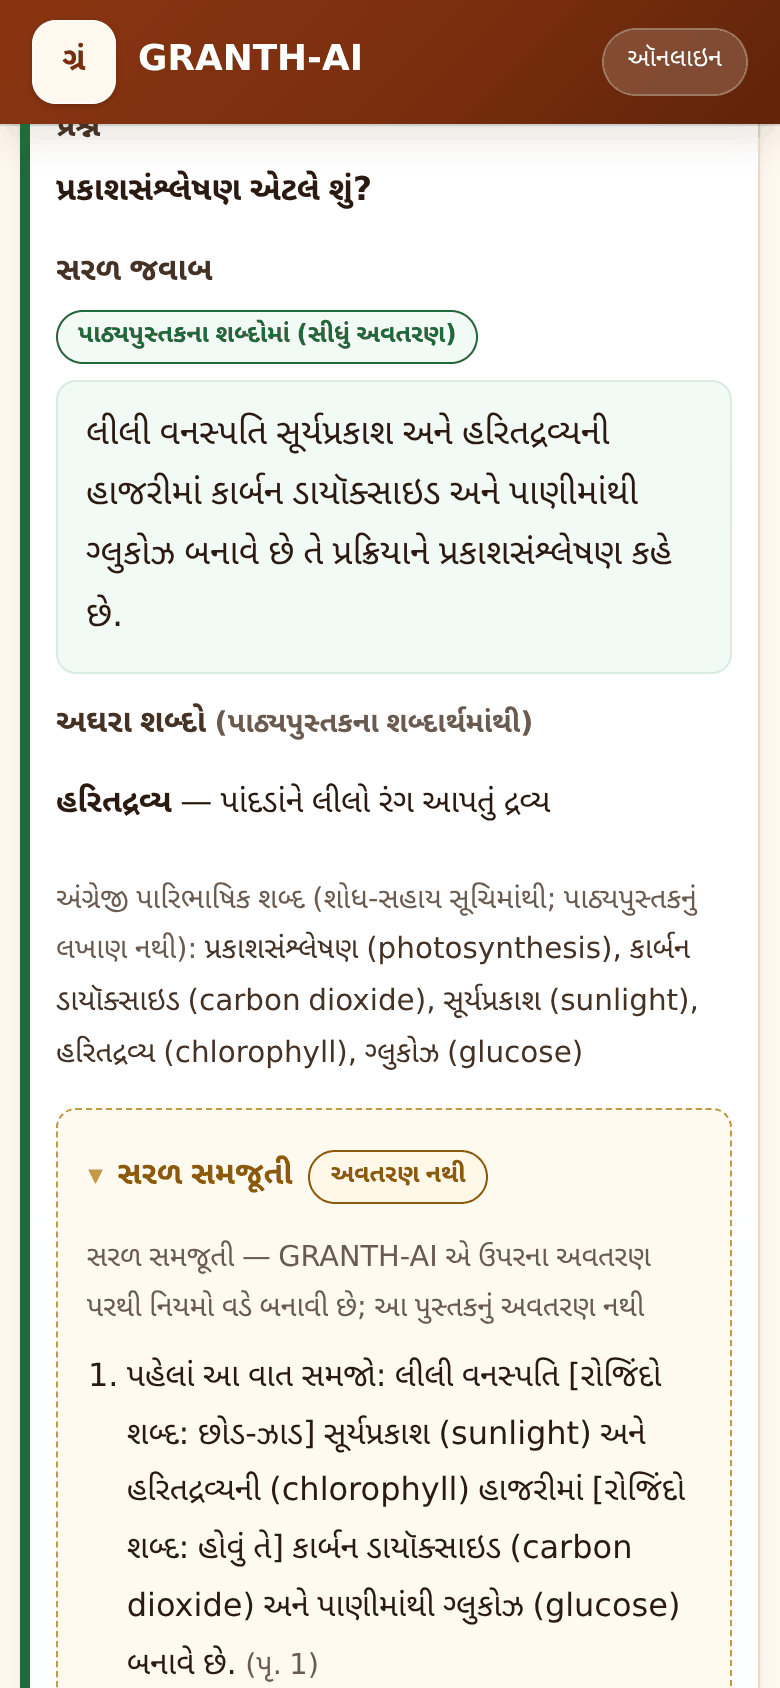 ગ્રં GRANTH-AI ઑનલાઇન
પ્રશ્ન
પ્રકાશસંશ્લેષણ એટલે શું?
સરળ જવાબ
પાઠ્યપુસ્તકના શબ્દોમાં (સીધું અવતરણ)
લીલી વનસ્પતિ સૂર્યપ્રકાશ અને હરિતદ્રવ્યની
હાજરીમાં કાર્બન ડાયૉક્સાઇડ અને પાણીમાંથી
ગ્લુકોઝ બનાવે છે તે પ્રક્રિયાને પ્રકાશસંશ્લેષણ કહે
છે.
અઘરા શબ્દો (પાઠ્યપુસ્તકના શબ્દાર્થમાંથી)
હરિતદ્રવ્ય — પાંદડાંને લીલો રંગ આપતું દ્રવ્ય
અંગ્રેજી પારિભાષિક શબ્દ (શોધ-સહાય સૂચિમાંથી; પાઠ્યપુસ્તકનું
લખાણ નથી): પ્રકાશસંશ્લેષણ (photosynthesis), કાર્બન
ડાયૉક્સાઇડ (carbon dioxide), સૂર્યપ્રકાશ (sunlight),
હરિતદ્રવ્ય (chlorophyll), ગ્લુકોઝ (glucose)
▼ સરળ સમજૂતી અવતરણ નથી
સરળ સમજૂતી — GRANTH-AI એ ઉપરના અવતરણ
પરથી નિયમો વડે બનાવી છે; આ પુસ્તકનું અવતરણ નથી
1. પહેલાં આ વાત સમજો: લીલી વનસ્પતિ [રોજિંદો
શબ્દ: છોડ-ઝાડ] સૂર્યપ્રકાશ (sunlight) અને
હરિતદ્રવ્યની (chlorophyll) હાજરીમાં [રોજિંદો
શબ્દ: હોવું તે] કાર્બન ડાયૉક્સાઇડ (carbon
dioxide) અને પાણીમાંથી ગ્લુકોઝ (glucose)
બનાવે છે. (પૃ. 1)